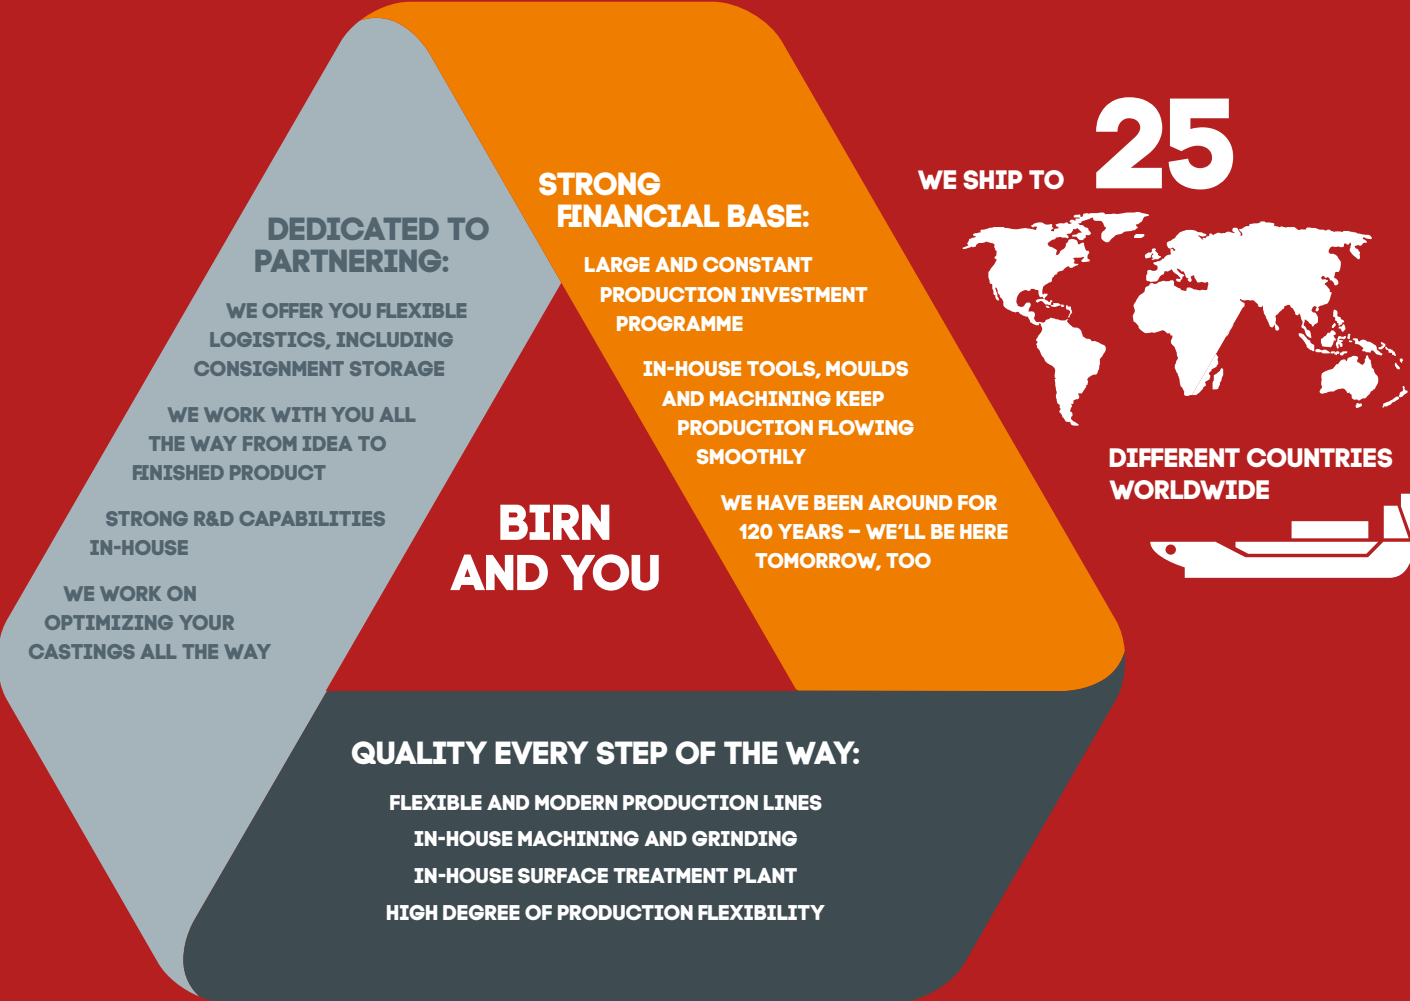 DEDICATED TO
PARTNERING:
WE OFFER YOU FLEXIBLE
LOGISTICS, INCLUDING
CONSIGNMENT STORAGE
WE WORK WITH YOU ALL
THE WAY FROM IDEA TO
FINISHED PRODUCT
STRONG R&D CAPABILITIES
IN-HOUSE
WE WORK ON
OPTIMIZING YOUR
CASTINGS ALL THE WAY
STRONG
FINANCIAL BASE:
LARGE AND CONSTANT
PRODUCTION INVESTMENT
PROGRAMME
IN-HOUSE TOOLS, MOULDS
AND MACHINING KEEP
PRODUCTION FLOWING
SMOOTHLY
WE HAVE BEEN AROUND FOR
120 YEARS – WE’LL BE HERE
TOMORROW, TOO
BIRN
AND YOU
QUALITY EVERY STEP OF THE WAY:
FLEXIBLE AND MODERN PRODUCTION LINES
IN-HOUSE MACHINING AND GRINDING
IN-HOUSE SURFACE TREATMENT PLANT
HIGH DEGREE OF PRODUCTION FLEXIBILITY
WE SHIP TO 25
DIFFERENT COUNTRIES
WORLDWIDE